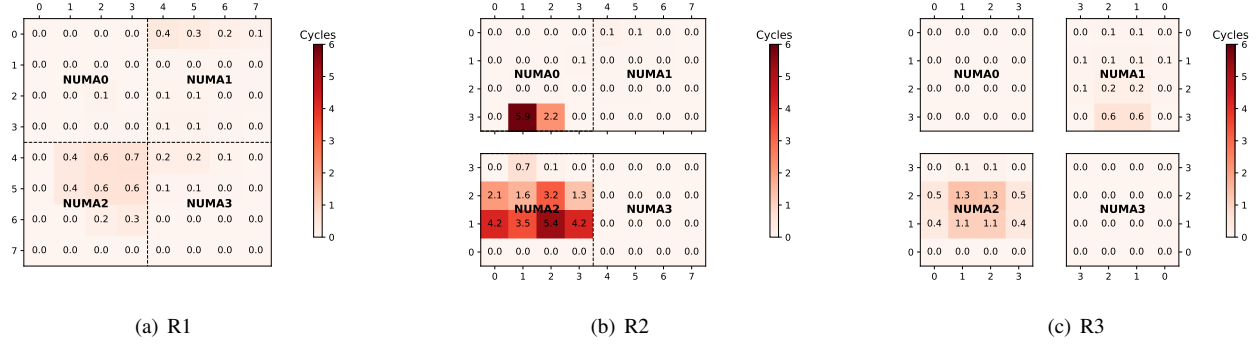 0 1 2 3 4 5 6 7
0 0.0 0.0 0.0 0.0 0.4 0.3 0.2 0.1
1 0.0 0.0 0.0 0.0 0.0 0.0 0.0 0.0
NUMA0 NUMA1
2 0.0 0.0 0.1 0.0 0.1 0.1 0.0 0.0
3 0.0 0.0 0.0 0.0 0.1 0.1 0.0 0.0
4 0.0 0.4 0.6 0.7 0.2 0.2 0.1 0.0
5 0.0 0.4 0.6 0.6 0.1 0.1 0.0 0.0
NUMA2 NUMA3
6 0.0 0.0 0.2 0.3 0.0 0.0 0.0 0.0
7 0.0 0.0 0.0 0.0 0.0 0.0 0.0 0.0
Cycles
6
5
4
3
2
1
0
(a) R1
0 1 2 3 4 5 6 7
0 0.0 0.0 0.0 0.0 0.1 0.1 0.0 0.0
1 0.0 0.0 0.0 0.1 0.0 0.0 0.0 0.0
NUMA0 NUMA1
2 0.0 0.0 0.0 0.0 0.0 0.0 0.0 0.0
3 0.0 5.9 2.2 0.0 0.0 0.0 0.0 0.0
3 0.0 0.7 0.1 0.0 0.0 0.0 0.0 0.0
2 2.1 1.6 3.2 1.3 0.0 0.0 0.0 0.0
NUMA2 NUMA3
1 4.2 3.5 5.4 4.2 0.0 0.0 0.0 0.0
0 0.0 0.0 0.0 0.0 0.0 0.0 0.0 0.0
0 1 2 3 4 5 6 7
Cycles
6
5
4
3
2
1
0
(b) R2
0 1 2 3 3 2 1 0
0 0.0 0.0 0.0 0.0 0.0 0.1 0.1 0.0 0
1 0.0 0.0 0.0 0.0 0.1 0.1 0.1 0.1 1
NUMA0 NUMA1
2 0.0 0.0 0.0 0.0 0.1 0.2 0.2 0.0 2
3 0.0 0.0 0.0 0.0 0.0 0.6 0.6 0.0 3
3 0.0 0.1 0.1 0.0 0.0 0.0 0.0 0.0 3
2 0.5 1.3 1.3 0.5 0.0 0.0 0.0 0.0 2
NUMA2 NUMA3
1 0.4 1.1 1.1 0.4 0.0 0.0 0.0 0.0 1
0 0.0 0.0 0.0 0.0 0.0 0.0 0.0 0.0 0
0 1 2 3 3 2 1 0
Cycles
6
5
4
3
2
1
0
(c) R3